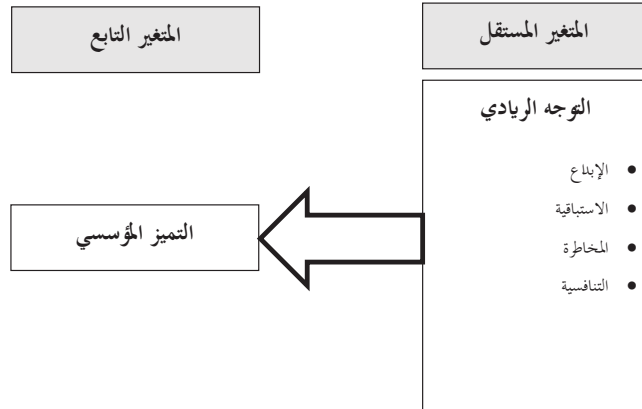 المتغير المستقل
المتغير التابع
التوجه الريادي
• الإبداع
• الاستباقية
• المخاطرة
• التنافسية
التميز المؤسسي